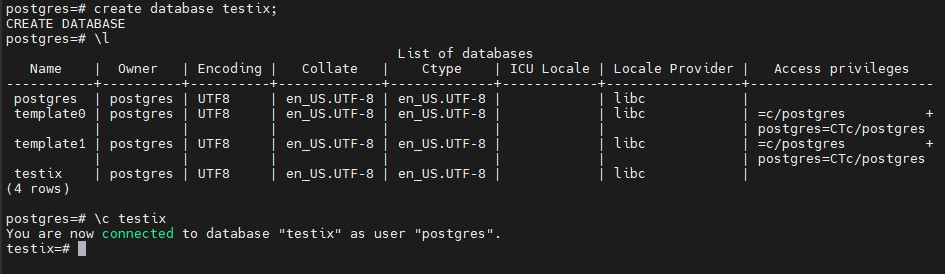 postgres=# create database testix;
CREATE DATABASE
postgres=# \l
                                                 List of databases
   Name    |  Owner   | Encoding |   Collate   |    Ctype    | ICU Locale | Locale Provider |   Access privileges
-----------+----------+----------+-------------+-------------+------------+-----------------+-----------------------
 postgres  | postgres | UTF8     | en_US.UTF-8 | en_US.UTF-8 |            | libc            |
 template0 | postgres | UTF8     | en_US.UTF-8 | en_US.UTF-8 |            | libc            | =c/postgres          +
           |          |          |             |             |            |                 | postgres=CTc/postgres
 template1 | postgres | UTF8     | en_US.UTF-8 | en_US.UTF-8 |            | libc            | =c/postgres          +
           |          |          |             |             |            |                 | postgres=CTc/postgres
 testix    | postgres | UTF8     | en_US.UTF-8 | en_US.UTF-8 |            | libc            |
(4 rows)
postgres=# \c testix
You are now connected to database "testix" as user "postgres".
testix=#